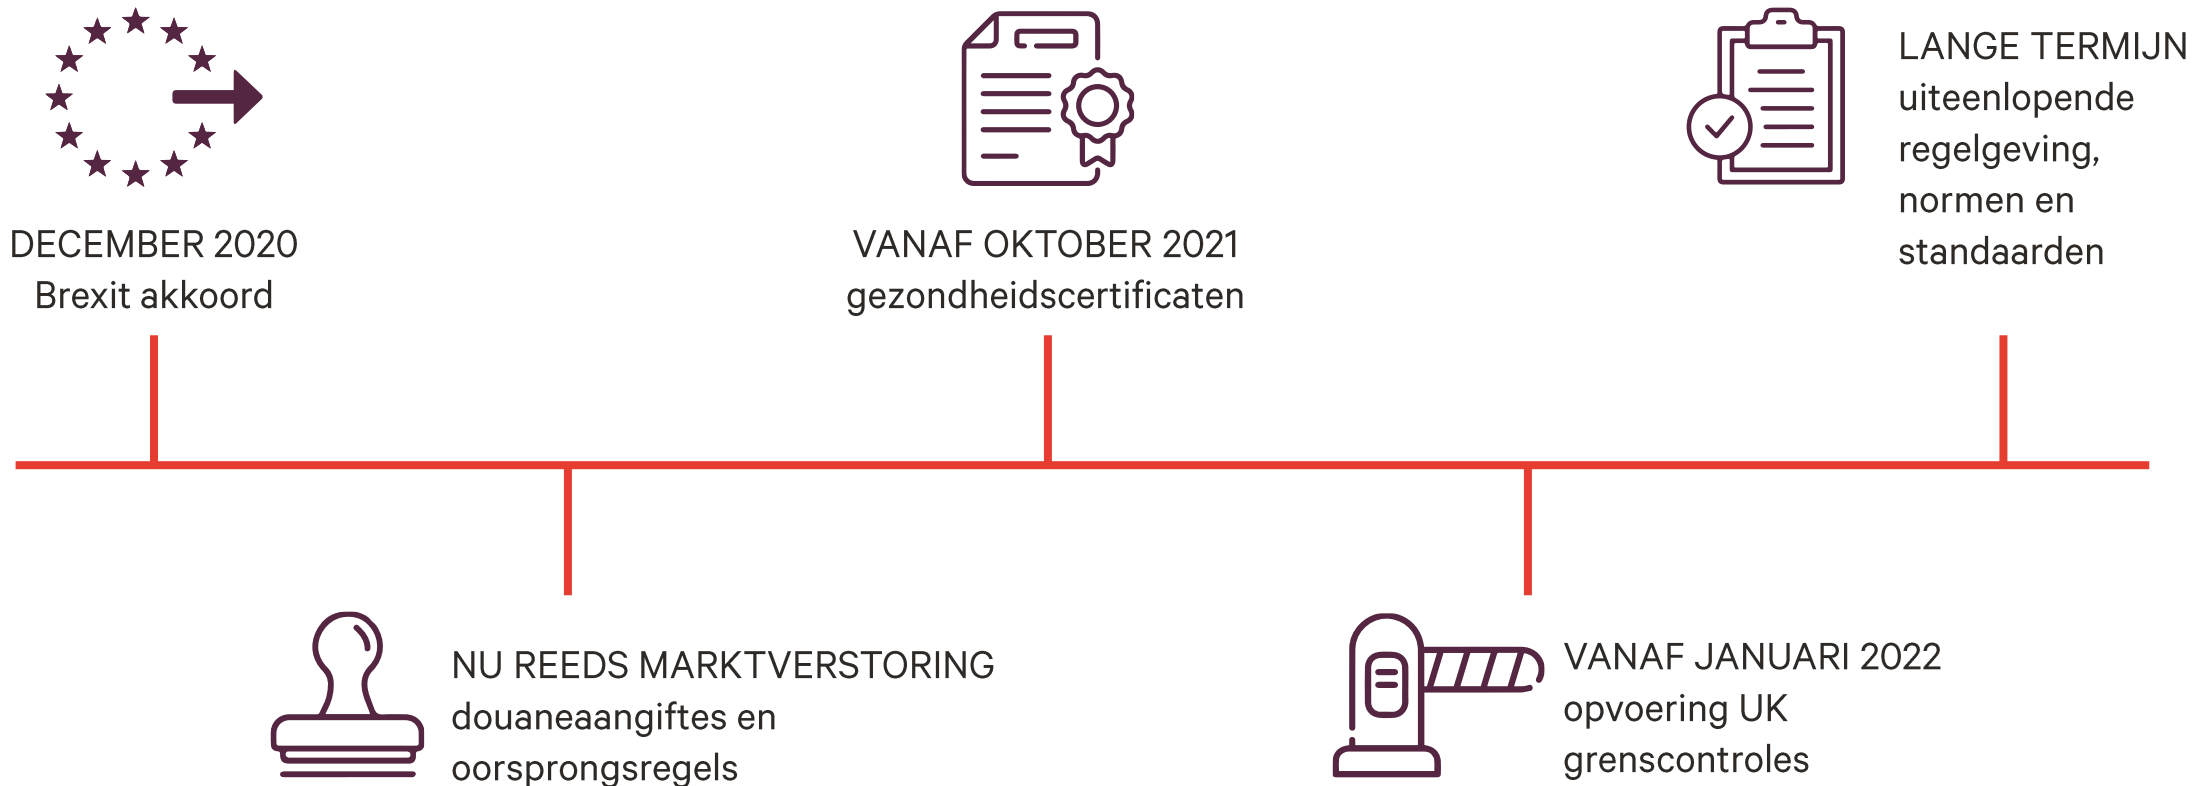 DECEMBER 2020
Brexit akkoord
NU REEDS MARKTVERSTORING
douaneaangiftes en
oorsprongsregels
VANAF OKTOBER 2021
gezondheidscertificaten
VANAF JANUARI 2022
opvoering UK
grenscontroles
LANGE TERMIJN
uiteenlopende
regelgeving,
normen en
standaarden